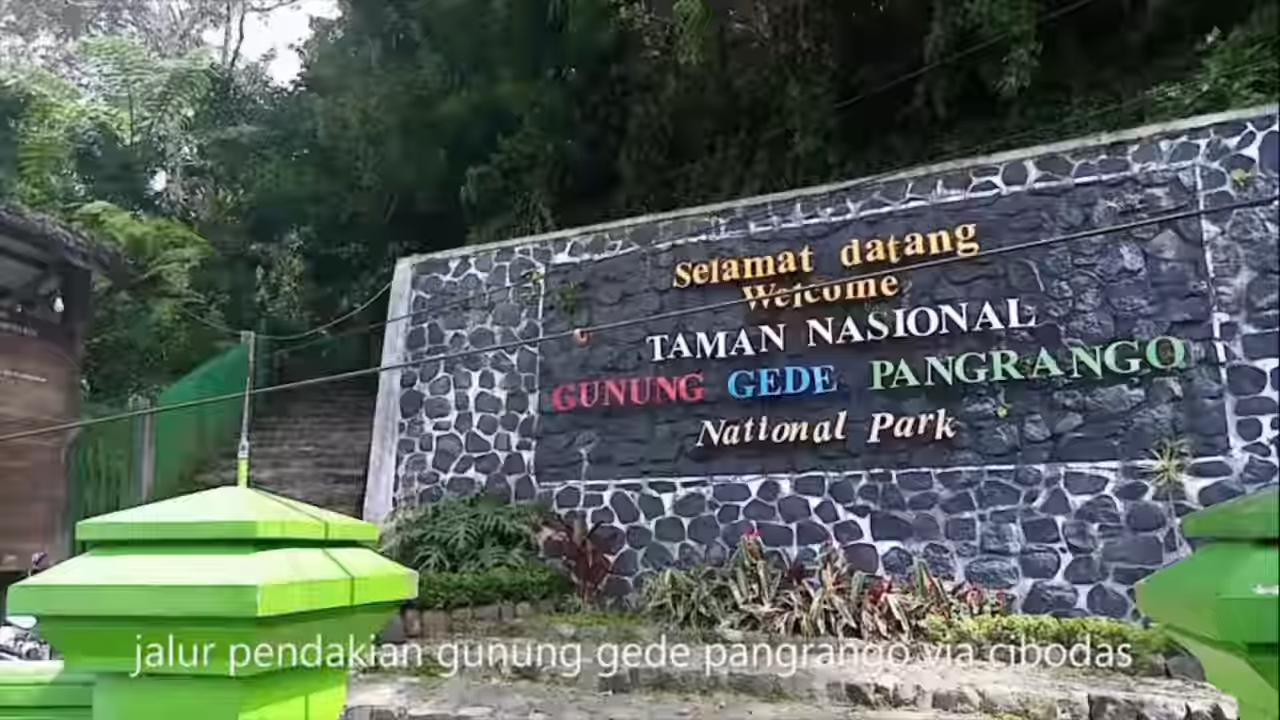 Selamat datang
Welcome
TAMAN NASIONAL
GUNUNG GEDE PANGRANGO
National Park
jalur pendakian gunung gede pangrango via cibodas